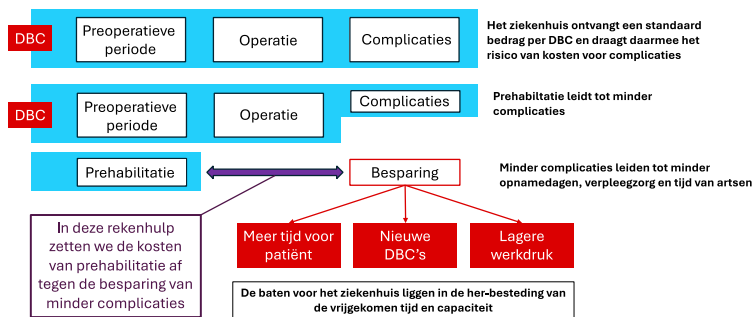 DBC
Preoperatieve
periode
Operatie
Complicaties
Het ziekenhuis ontvangt een standaard
bedrag per DBC en draagt daarmee het
risico van kosten voor complicaties
DBC
Preoperatieve
periode
Operatie
Complicaties
Prehabiltatie leidt tot minder
complicaties
Prehabilitatie
Besparing
Minder complicaties leiden tot minder
opnamedagen, verpleegzorg en tijd van artsen
In deze rekenhulp
zetten we de kosten
van prehabilitatie af
tegen de besparing van
minder complicaties
Meer tijd voor
patiënt
Nieuwe
DBC's
Lagere
werkdruk
De baten voor het ziekenhuis liggen in de her-besteding van
de vrijgekomen tijd en capaciteit